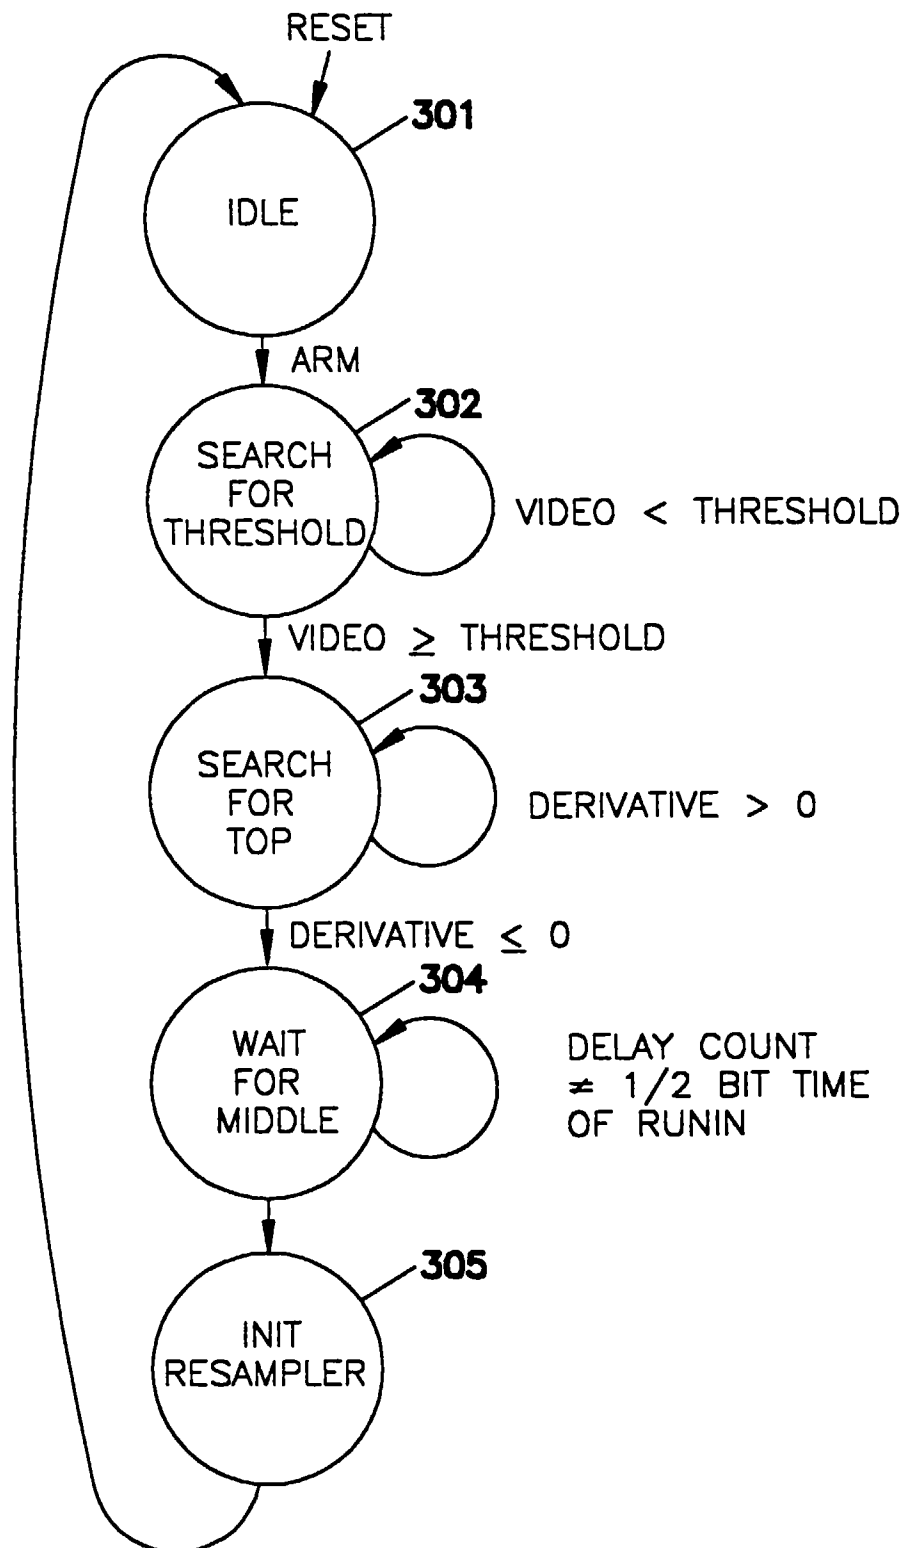 RESET
301
IDLE
ARM
302
SEARCH
FOR
THRESHOLD
VIDEO < THRESHOLD
VIDEO ≥ THRESHOLD
303
SEARCH
FOR
TOP
DERIVATIVE > 0
DERIVATIVE ≤ 0
304
WAIT
FOR
MIDDLE
DELAY COUNT
≠ 1/2 BIT TIME
OF RUNIN
305
INIT
RESAMPLER